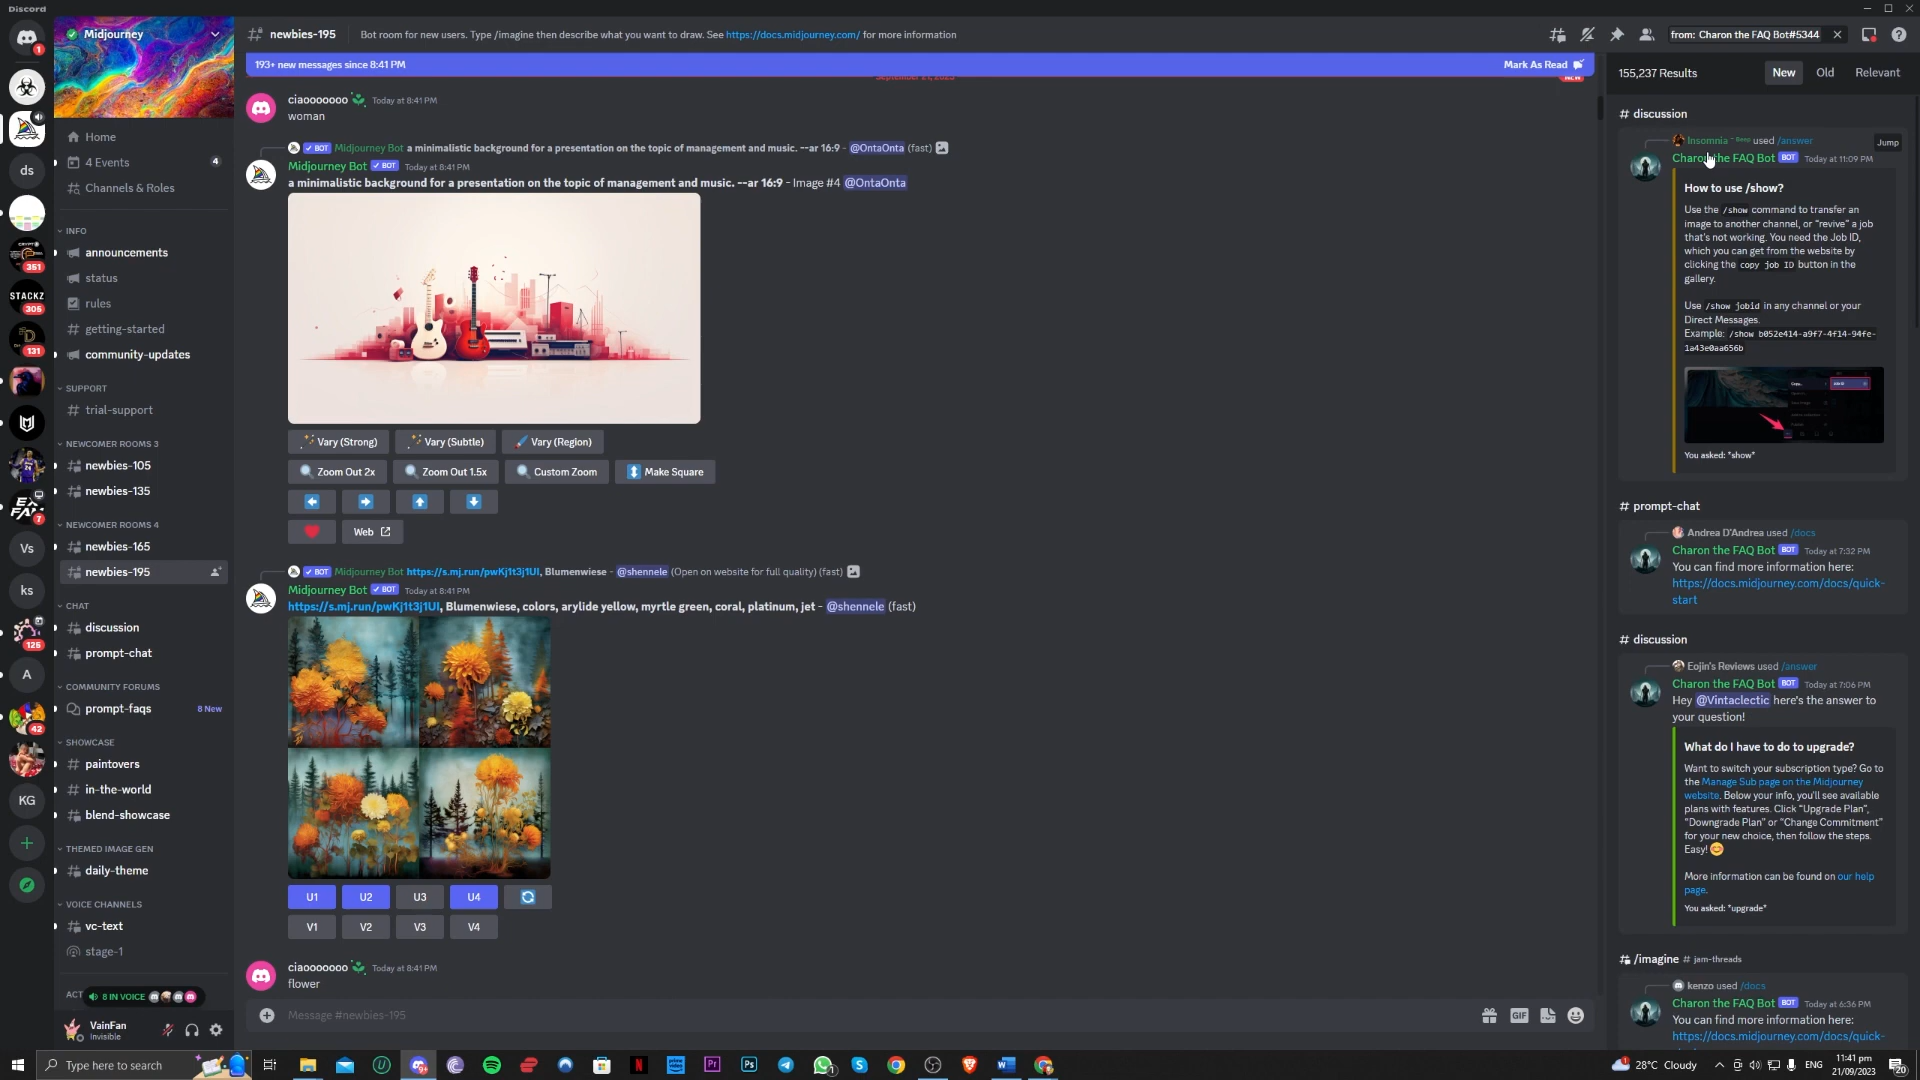 Discord
Midjourney
newbies-195
Bot room for new users. Type /imagine then describe what you want to draw. See https://docs.midjourney.com/ for more information
from: Charon the FAQ Bot#5344
193+ new messages since 8:41 PM
Mark As Read
September 21, 2023
NEW
Home
4 Events
4
Channels & Roles
INFO
announcements
status
rules
getting-started
community-updates
SUPPORT
trial-support
NEWCOMER ROOMS 3
newbies-105
newbies-135
NEWCOMER ROOMS 4
newbies-165
newbies-195
CHAT
discussion
prompt-chat
COMMUNITY FORUMS
prompt-faqs
8 New
SHOWCASE
paintovers
in-the-world
blend-showcase
THEMED IMAGE GEN
daily-theme
VOICE CHANNELS
vc-text
stage-1
ACT
8 IN VOICE
VainFan
Invisible
1
ds
351
STACKZ
305
131
7
Vs
ks
125
A
42
KG
ciaooooooo Today at 8:41 PM
woman
BOT Midjourney Bot a minimalistic background for a presentation on the topic of management and music. --ar 16:9 - @OntaOnta (fast)
Midjourney Bot BOT Today at 8:41 PM
a minimalistic background for a presentation on the topic of management and music. --ar 16:9 - Image #4 @OntaOnta
Vary (Strong) Vary (Subtle) Vary (Region)
Zoom Out 2x Zoom Out 1.5x Custom Zoom Make Square
Web
BOT Midjourney Bot https://s.mj.run/pwKj1t3j1UI, Blumenwiese - @shennele (Open on website for full quality) (fast)
Midjourney Bot BOT Today at 8:41 PM
https://s.mj.run/pwKj1t3j1UI, Blumenwiese, colors, arylide yellow, myrtle green, coral, platinum, jet - @shennele (fast)
U1 U2 U3 U4
V1 V2 V3 V4
ciaooooooo Today at 8:41 PM
flower
Message #newbies-195
GIF
155,237 Results
New Old Relevant
# discussion
Insomnia used /answer
Jump
Charon the FAQ Bot BOT Today at 11:09 PM
How to use /show?
Use the /show command to transfer an
image to another channel, or "revive" a job
that's not working. You need the Job ID,
which you can get from the website by
clicking the copy job ID button in the
gallery.
Use /show jobid in any channel or your
Direct Messages.
Example: /show b052e414-a9f7-4f14-94fe-
1a43e0aa656b
You asked: *show*
# prompt-chat
Andrea D'Andrea used /docs
Charon the FAQ Bot BOT Today at 7:32 PM
You can find more information here:
https://docs.midjourney.com/docs/quick-
start
# discussion
Eojin's Reviews used /answer
Charon the FAQ Bot BOT Today at 7:06 PM
Hey @Vintaclectic here's the answer to
your question!
What do I have to do to upgrade?
Want to switch your subscription type? Go to
the Manage Sub page on the Midjourney
website. Below your info, you'll see available
plans with features. Click "Upgrade Plan",
"Downgrade Plan" or "Change Commitment"
for your new choice, then follow the steps.
Easy!
More information can be found on our help
page.
You asked: *upgrade*
/imagine # jam-threads
kenzo used /docs
Charon the FAQ Bot BOT Today at 6:36 PM
You can find more information here:
https://docs.midjourney.com/docs/quick-
Type here to search
28°C Cloudy
ENG
11:41 pm
21/09/2023
20